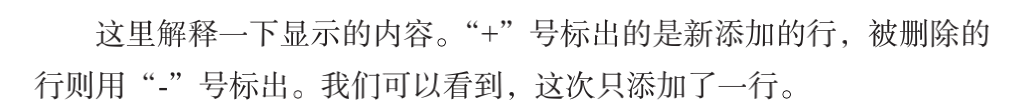 这里解释一下显示的内容。“+”号标出的是新添加的行，被删除的
行则用“-”号标出。我们可以看到，这次只添加了一行。